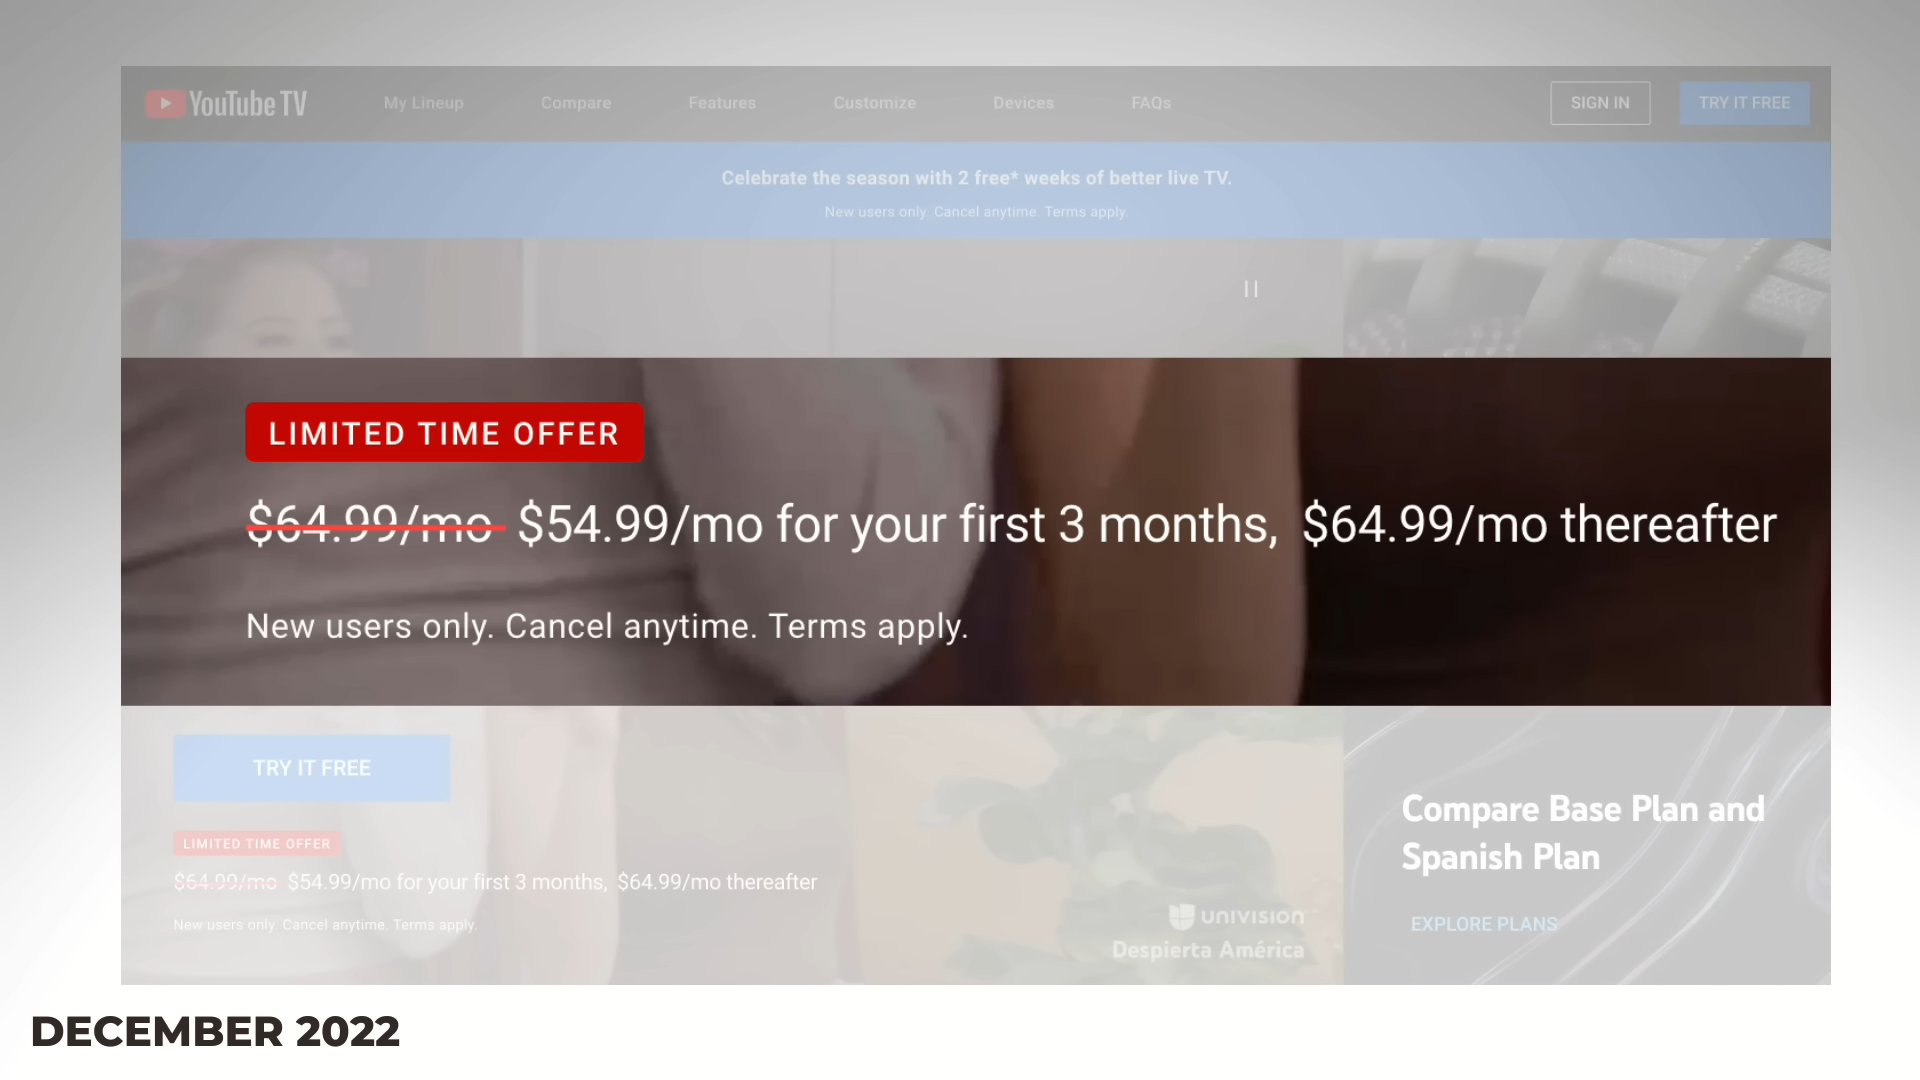 YouTube TV My Lineup Compare Features Customize Devices FAQs SIGN IN TRY IT FREE
Celebrate the season with 2 free* weeks of better live TV.
New users only. Cancel anytime. Terms apply.
LIMITED TIME OFFER
$64.99/mo $54.99/mo for your first 3 months, $64.99/mo thereafter
New users only. Cancel anytime. Terms apply.
TRY IT FREE
LIMITED TIME OFFER
$64.99/mo $54.99/mo for your first 3 months, $64.99/mo thereafter
New users only. Cancel anytime. Terms apply.
univision
Despierta América
Compare Base Plan and
Spanish Plan
EXPLORE PLANS
DECEMBER 2022